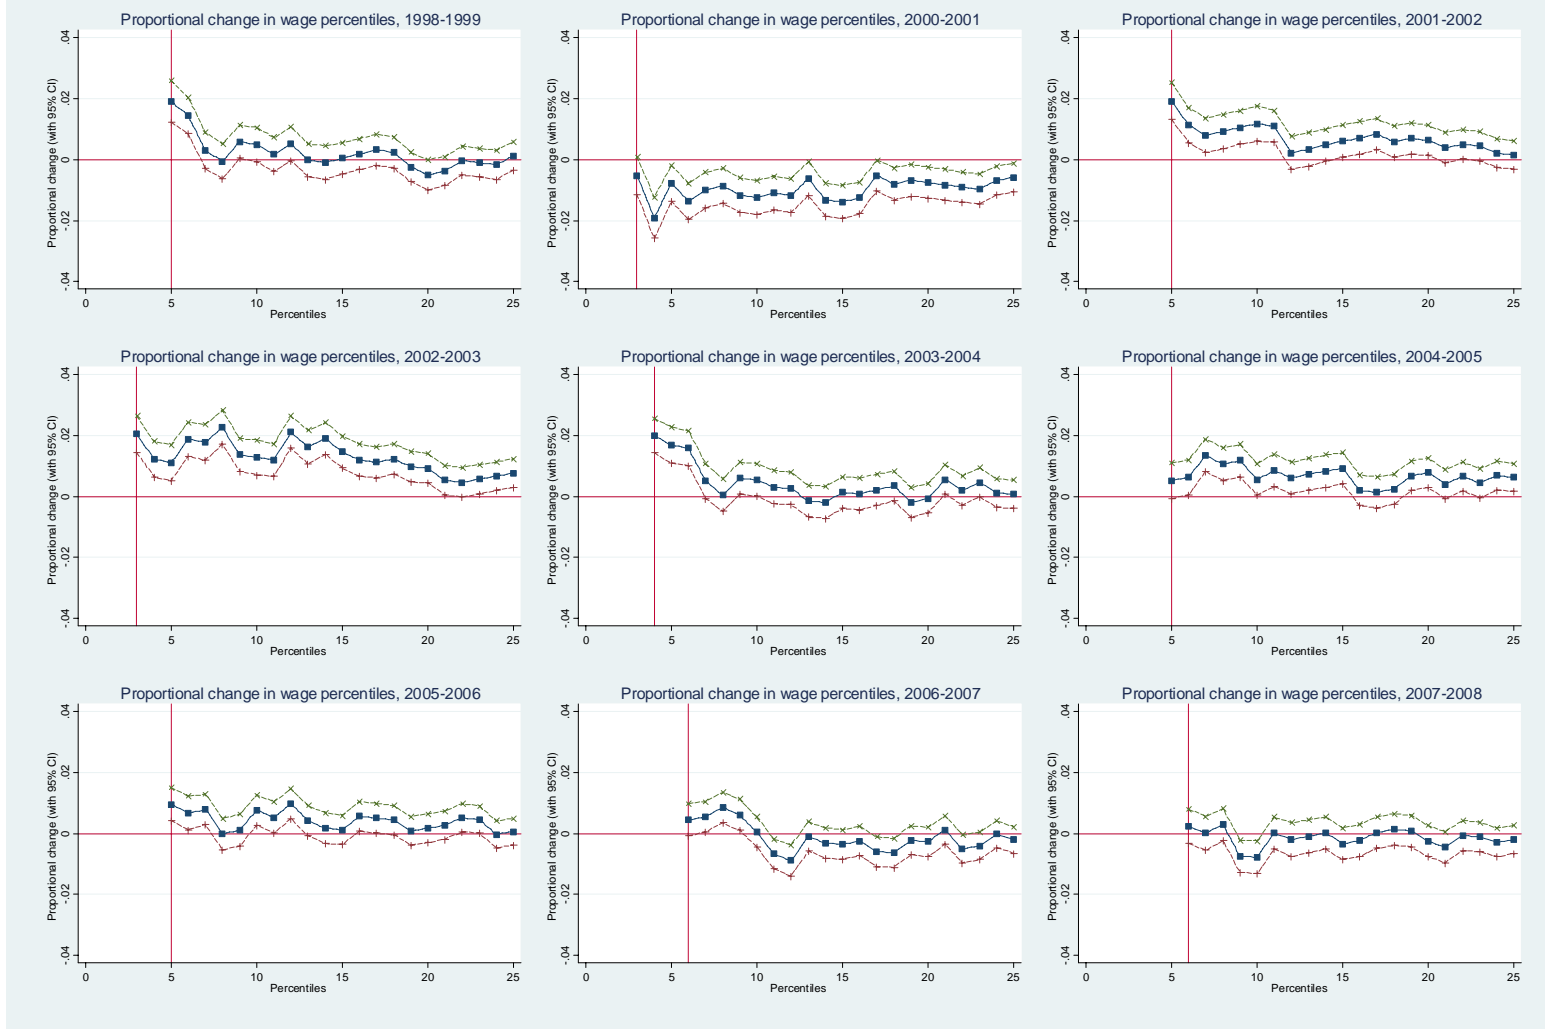 Proportional change in wage percentiles, 1998-1999
Proportional change (with 95% CI)
.04
.02
0
-.02
-.04
0 5 10 15 20 25
Percentiles
Proportional change in wage percentiles, 2000-2001
Proportional change (with 95% CI)
.04
.02
0
-.02
-.04
0 5 10 15 20 25
Percentiles
Proportional change in wage percentiles, 2001-2002
Proportional change (with 95% CI)
.04
.02
0
-.02
-.04
0 5 10 15 20 25
Percentiles
Proportional change in wage percentiles, 2002-2003
Proportional change (with 95% CI)
.04
.02
0
-.02
-.04
0 5 10 15 20 25
Percentiles
Proportional change in wage percentiles, 2003-2004
Proportional change (with 95% CI)
.04
.02
0
-.02
-.04
0 5 10 15 20 25
Percentiles
Proportional change in wage percentiles, 2004-2005
Proportional change (with 95% CI)
.04
.02
0
-.02
-.04
0 5 10 15 20 25
Percentiles
Proportional change in wage percentiles, 2005-2006
Proportional change (with 95% CI)
.04
.02
0
-.02
-.04
0 5 10 15 20 25
Percentiles
Proportional change in wage percentiles, 2006-2007
Proportional change (with 95% CI)
.04
.02
0
-.02
-.04
0 5 10 15 20 25
Percentiles
Proportional change in wage percentiles, 2007-2008
Proportional change (with 95% CI)
.04
.02
0
-.02
-.04
0 5 10 15 20 25
Percentiles